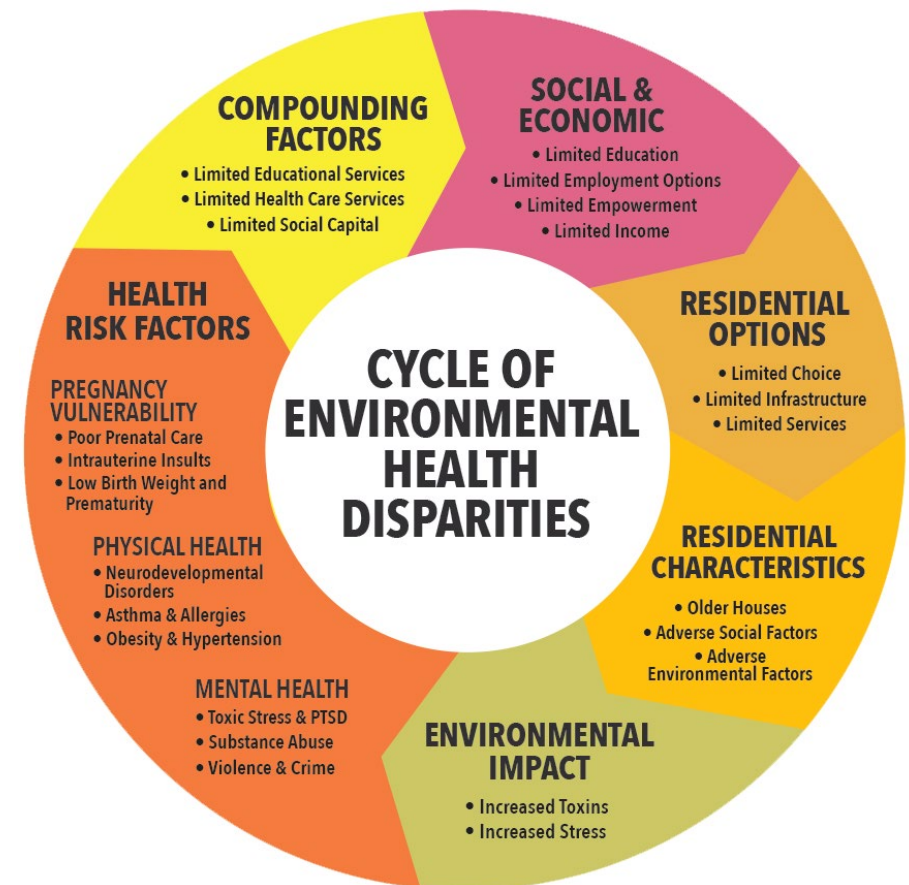 CYCLE OF
ENVIRONMENTAL
HEALTH
DISPARITIES
SOCIAL &
ECONOMIC
• Limited Education
• Limited Employment Options
• Limited Empowerment
• Limited Income
RESIDENTIAL
OPTIONS
• Limited Choice
• Limited Infrastructure
• Limited Services
RESIDENTIAL
CHARACTERISTICS
• Older Houses
• Adverse Social Factors
• Adverse
Environmental Factors
ENVIRONMENTAL
IMPACT
• Increased Toxins
• Increased Stress
HEALTH
RISK FACTORS
PREGNANCY
VULNERABILITY
• Poor Prenatal Care
• Intrauterine Insults
• Low Birth Weight and
Prematurity
PHYSICAL HEALTH
• Neurodevelopmental
Disorders
• Asthma & Allergies
• Obesity & Hypertension
MENTAL HEALTH
• Toxic Stress & PTSD
• Substance Abuse
• Violence & Crime
COMPOUNDING
FACTORS
• Limited Educational Services
• Limited Health Care Services
• Limited Social Capital